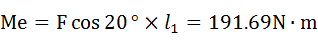 Me = F cos 20 ° × l₁ = 191.69N · m